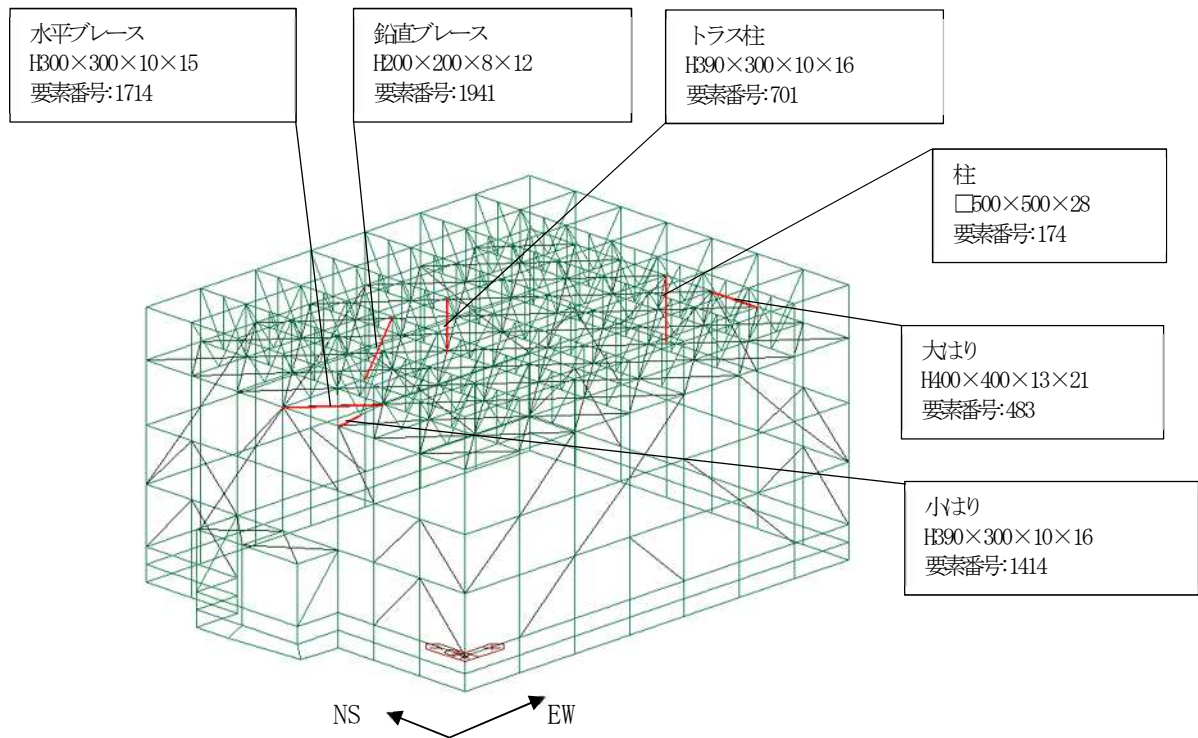 水平ブレース
H300×300×10×15
要素番号:1714
鉛直ブレース
H200×200×8×12
要素番号:1941
トラス柱
H390×300×10×16
要素番号:701
柱
□500×500×28
要素番号:174
大はり
H400×400×13×21
要素番号:483
小はり
H390×300×10×16
要素番号:1414
NS
EW